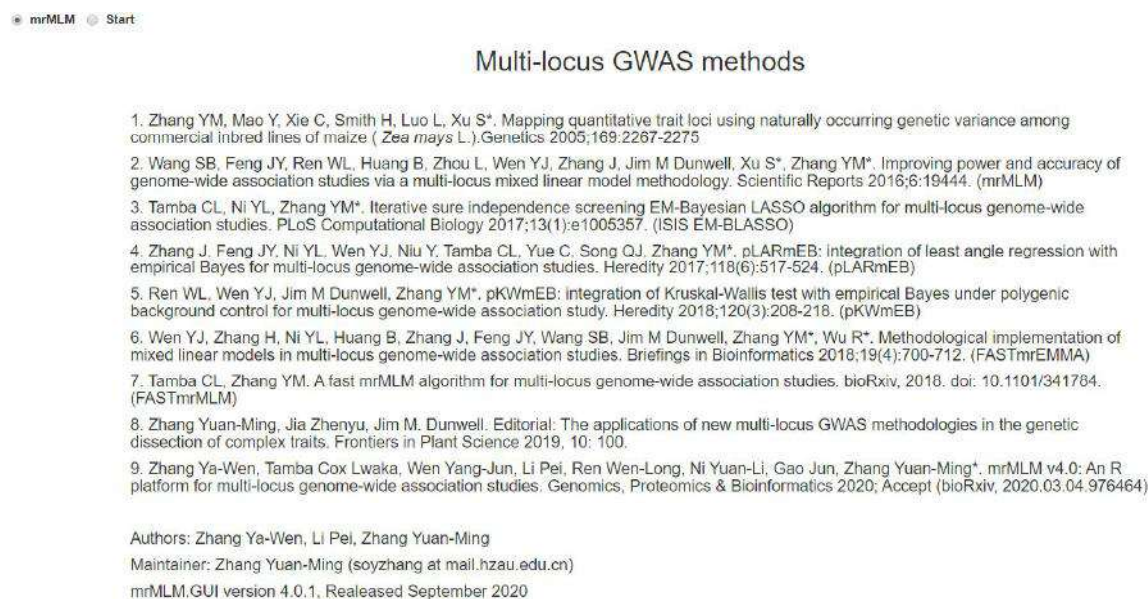 mrMLM Start
Multi-locus GWAS methods
1. Zhang YM, Mao Y, Xie C, Smith H, Luo L, Xu S*. Mapping quantitative trait loci using naturally occurring genetic variance among
commercial inbred lines of maize ( Zea mays L.).Genetics 2005;169:2267-2275
2. Wang SB, Feng JY, Ren WL, Huang B, Zhou L, Wen YJ, Zhang J, Jim M Dunwell, Xu S*, Zhang YM*. Improving power and accuracy of
genome-wide association studies via a multi-locus mixed linear model methodology. Scientific Reports 2016;6:19444. (mrMLM)
3. Tamba CL, Ni YL, Zhang YM*. Iterative sure independence screening EM-Bayesian LASSO algorithm for multi-locus genome-wide
association studies. PLoS Computational Biology 2017;13(1):e1005357. (ISIS EM-BLASSO)
4. Zhang J, Feng JY, Ni YL, Wen YJ, Niu Y, Tamba CL, Yue C, Song QJ, Zhang YM*. pLARmEB: integration of least angle regression with
empirical Bayes for multi-locus genome-wide association studies. Heredity 2017;118(6):517-524. (pLARmEB)
5. Ren WL, Wen YJ, Jim M Dunwell, Zhang YM*. pKWmEB: integration of Kruskal-Wallis test with empirical Bayes under polygenic
background control for multi-locus genome-wide association study. Heredity 2018;120(3):208-218. (pKWmEB)
6. Wen YJ, Zhang H, Ni YL, Huang B, Zhang J, Feng JY, Wang SB, Jim M Dunwell, Zhang YM*, Wu R*. Methodological implementation of
mixed linear models in multi-locus genome-wide association studies. Briefings in Bioinformatics 2018;19(4):700-712. (FASTmrEMMA)
7. Tamba CL, Zhang YM. A fast mrMLM algorithm for multi-locus genome-wide association studies. bioRxiv, 2018. doi: 10.1101/341784.
(FASTmrMLM)
8. Zhang Yuan-Ming, Jia Zhenyu, Jim M. Dunwell. Editorial: The applications of new multi-locus GWAS methodologies in the genetic
dissection of complex traits. Frontiers in Plant Science 2019, 10: 100.
9. Zhang Ya-Wen, Tamba Cox Lwaka, Wen Yang-Jun, Li Pei, Ren Wen-Long, Ni Yuan-Li, Gao Jun, Zhang Yuan-Ming*. mrMLM v4.0: An R
platform for multi-locus genome-wide association studies. Genomics, Proteomics & Bioinformatics 2020; Accept (bioRxiv, 2020.03.04.976464)
Authors: Zhang Ya-Wen, Li Pei, Zhang Yuan-Ming
Maintainer: Zhang Yuan-Ming (soyzhang at mail.hzau.edu.cn)
mrMLM.GUI version 4.0.1, Realeased September 2020